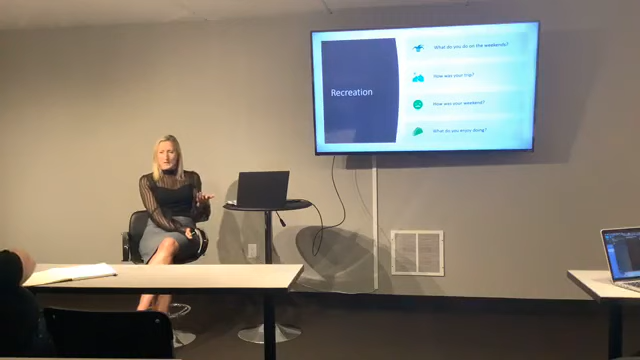 Recreation
What do you do on the weekends?
How was your trip?
How was your weekend?
What do you enjoy doing?